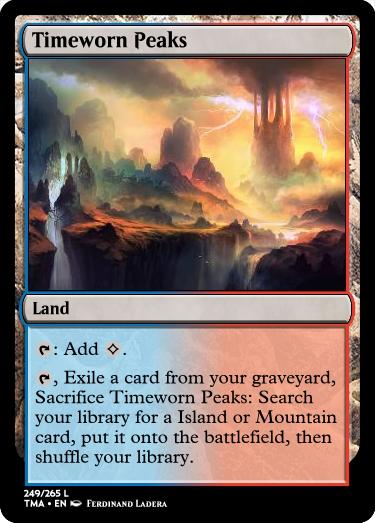 Timeworn Peaks
Land
: Add .
, Exile a card from your graveyard,
Sacrifice Timeworn Peaks: Search
your library for a Island or Mountain
card, put it onto the battlefield, then
shuffle your library.
249/265 L
TMA • EN Ferdinand Ladera